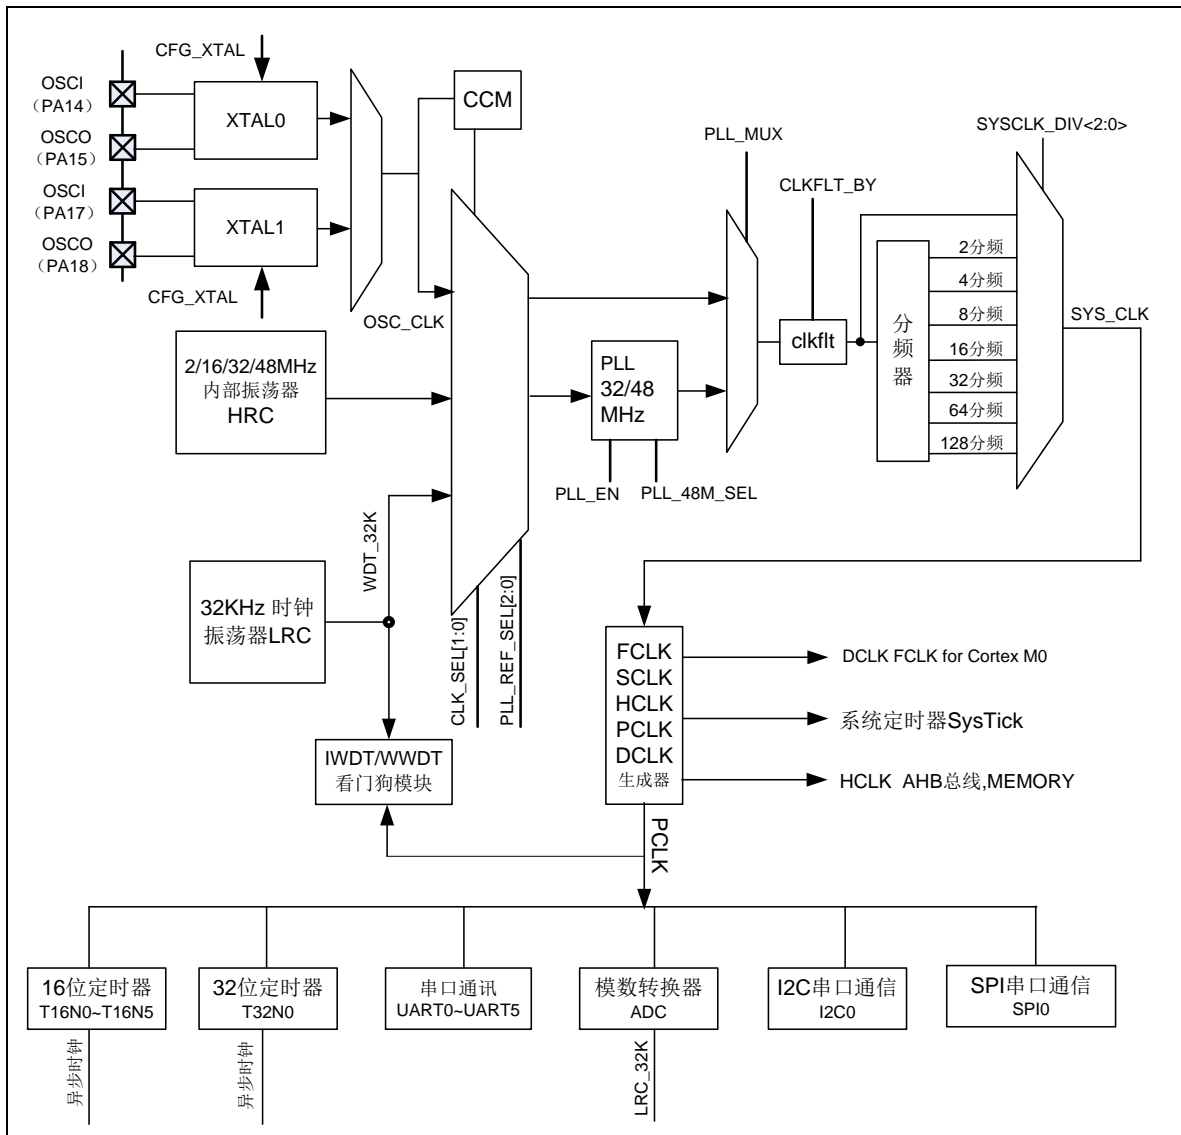 CFG_XTAL
OSCI
（PA14）
OSCO
（PA15）
XTAL0
OSCI
（PA17）
OSCO
（PA18）
XTAL1
CFG_XTAL
CCM
OSC_CLK
2/16/32/48MHz
内部振荡器
HRC
32KHz 时钟
振荡器LRC
WDT_32K
CLK_SEL[1:0]
PLL_REF_SEL[2:0]
IWDT/WWDT
看门狗模块
PLL
32/48
MHz
PLL_EN
PLL_48M_SEL
PLL_MUX
CLKFLT_BY
clkflt
SYSCLK_DIV<2:0>
分频器
2分频
4分频
8分频
16分频
32分频
64分频
128分频
SYS_CLK
FCLK
SCLK
HCLK
PCLK
DCLK
生成器
DCLK FCLK for Cortex M0
系统定时器SysTick
HCLK AHB总线,MEMORY
PCLK
16位定时器
T16N0~T16N5
异步时钟
32位定时器
T32N0
异步时钟
串口通讯
UART0~UART5
模数转换器
ADC
LRC_32K
I2C串口通信
I2C0
SPI串口通信
SPI0